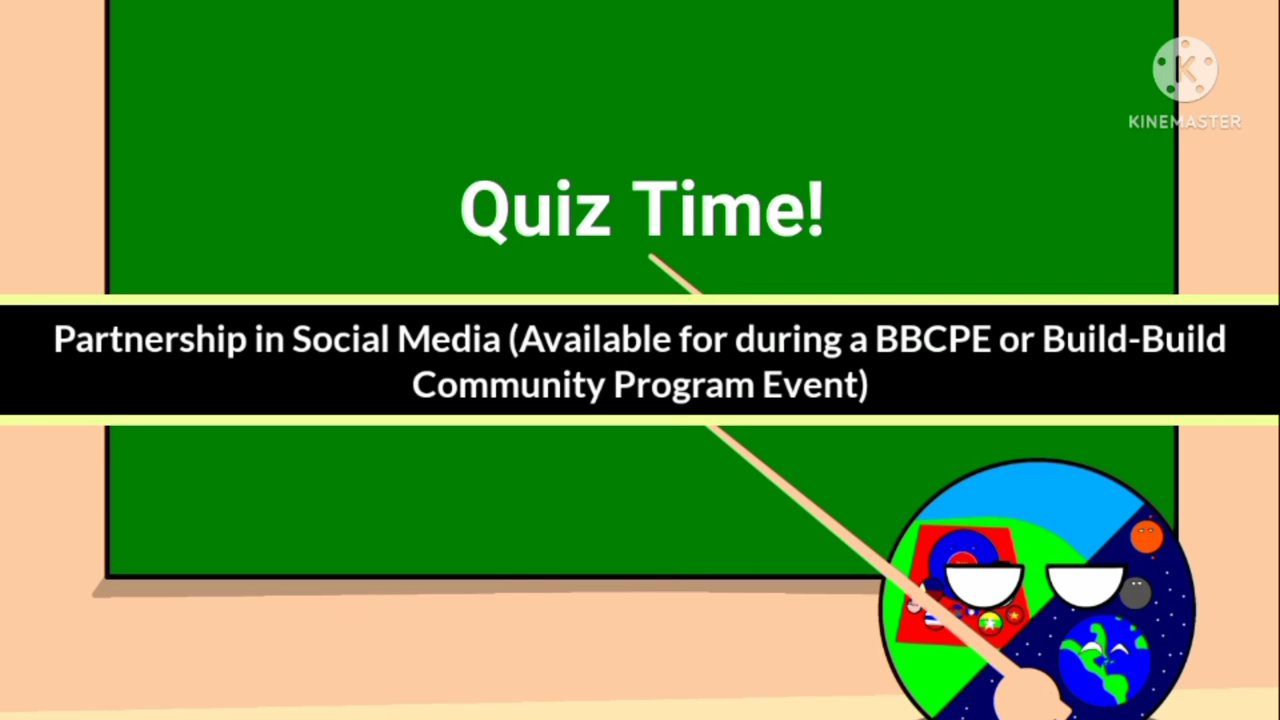 KINEMASTER
Quiz Time!
Partnership in Social Media (Available for during a BBCPE or Build-Build
Community Program Event)